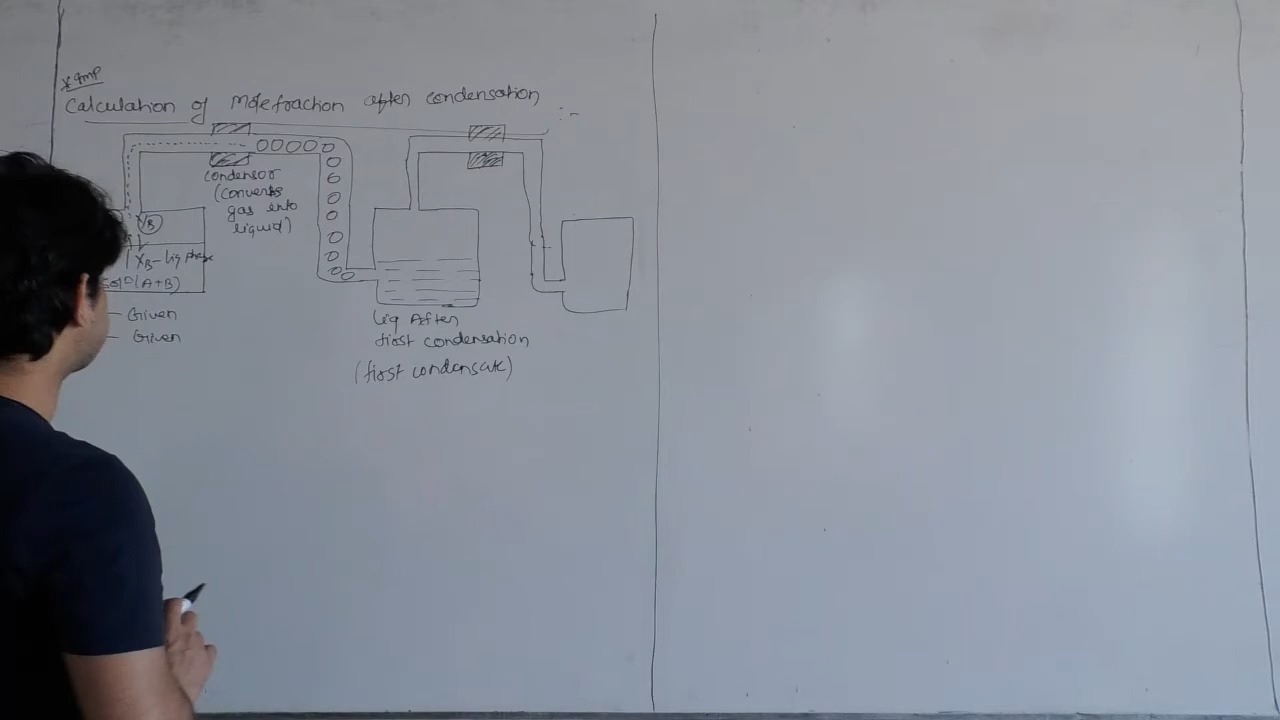 *Imp
Calculation of Molefraction after condensation :-
condensor
(converts
gas into
liquid)
YB
XB-Liq phase
Sol^n (A+B)
- Given
- Given
Liq After
first condensation
(first condensate)